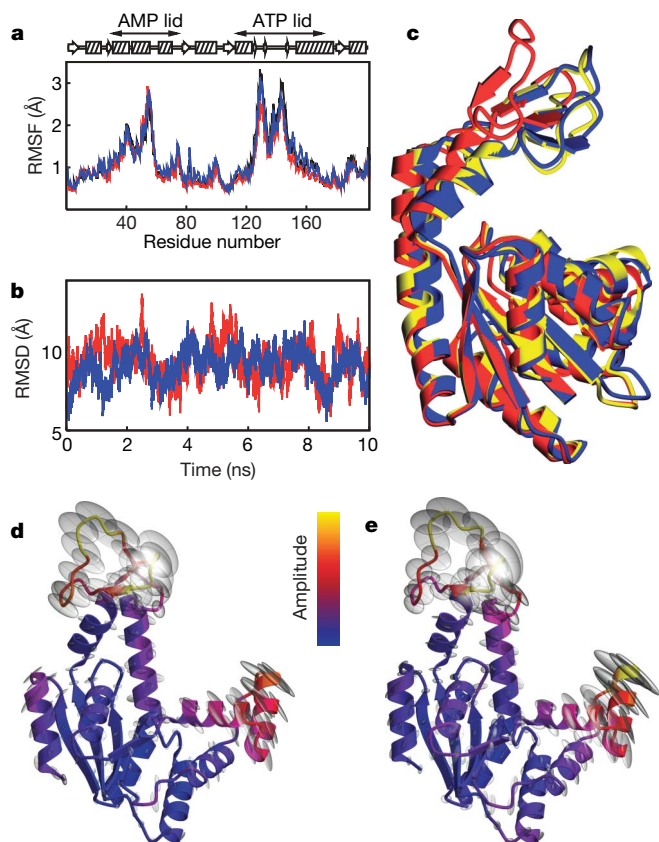 a
AMP lid ATP lid
RMSF (Å)
3
2
1
40 80 120 160
Residue number
b
RMSD (Å)
10
5
0 2 4 6 8 10
Time (ns)
c
d
Amplitude
e